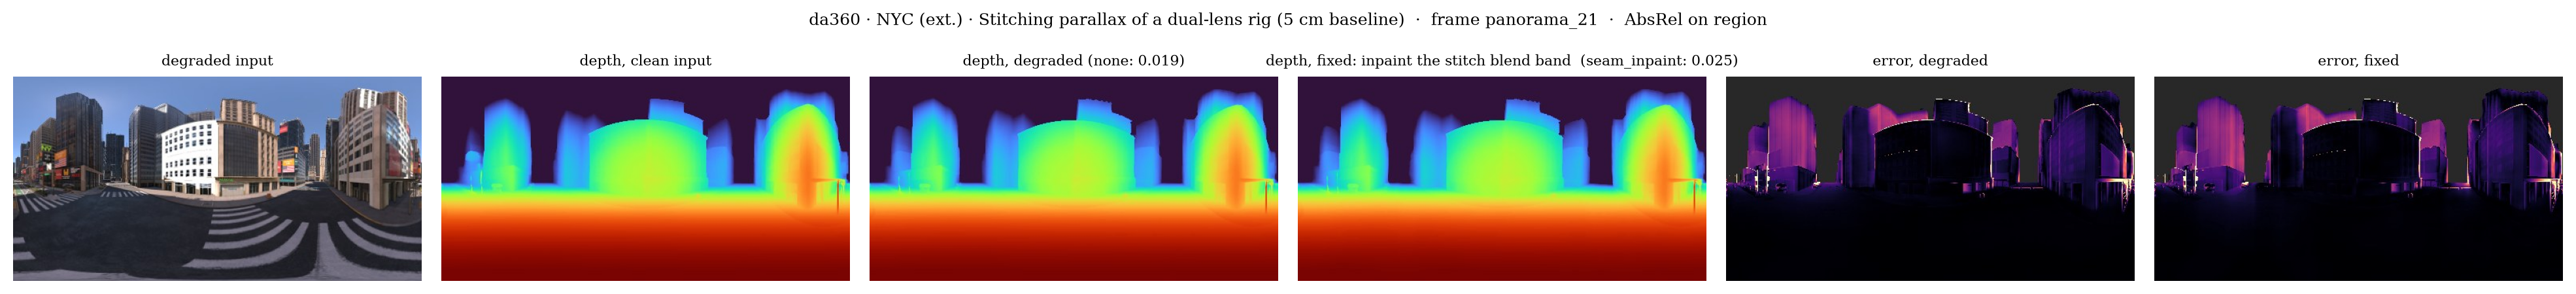 da360 · NYC (ext.) · Stitching parallax of a dual-lens rig (5 cm baseline) · frame panorama_21 · AbsRel on region
degraded input
depth, clean input
depth, degraded (none: 0.019)
depth, fixed: inpaint the stitch blend band (seam_inpaint: 0.025)
error, degraded
error, fixed